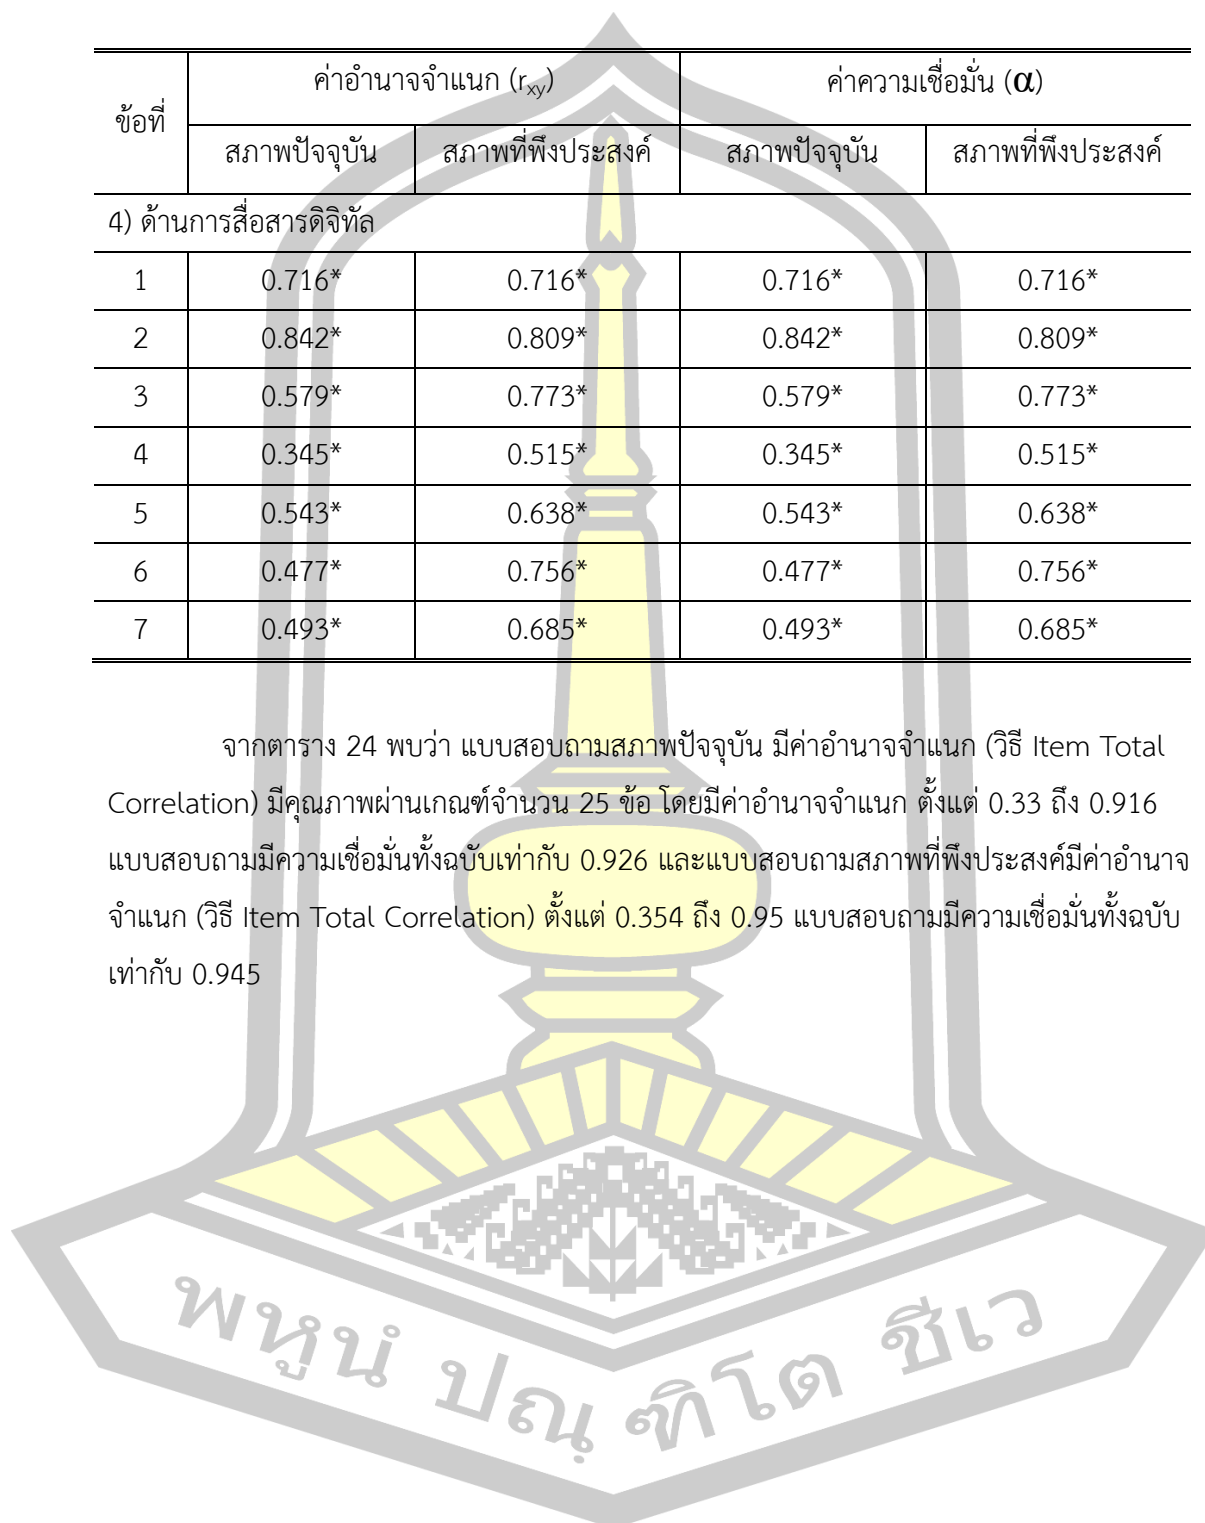 ข้อที่ ค่าอำนาจจำแนก (rxy) ค่าความเชื่อมั่น (α)
สภาพปัจจุบัน สภาพที่พึงประสงค์ สภาพปัจจุบัน สภาพที่พึงประสงค์
4) ด้านการสื่อสารดิจิทัล
1 0.716* 0.716* 0.716* 0.716*
2 0.842* 0.809* 0.842* 0.809*
3 0.579* 0.773* 0.579* 0.773*
4 0.345* 0.515* 0.345* 0.515*
5 0.543* 0.638* 0.543* 0.638*
6 0.477* 0.756* 0.477* 0.756*
7 0.493* 0.685* 0.493* 0.685*
จากตาราง 24 พบว่า แบบสอบถามสภาพปัจจุบัน มีค่าอำนาจจำแนก (วิธี Item Total
Correlation) มีคุณภาพผ่านเกณฑ์จำนวน 25 ข้อ โดยมีค่าอำนาจจำแนก ตั้งแต่ 0.33 ถึง 0.916
แบบสอบถามมีความเชื่อมั่นทั้งฉบับเท่ากับ 0.926 และแบบสอบถามสภาพที่พึงประสงค์มีค่าอำนาจ
จำแนก (วิธี Item Total Correlation) ตั้งแต่ 0.354 ถึง 0.95 แบบสอบถามมีความเชื่อมั่นทั้งฉบับ
เท่ากับ 0.945
พหูนํ ปณฺฑิโต ชีเว